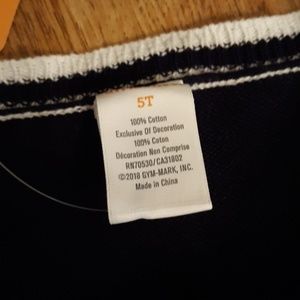 5T
100% Cotton
Exclusive Of Decoration
100% Coton
Décoration Non Comprise
RN70530/CA31802
©2018 GYM-MARK, INC.
Made in China